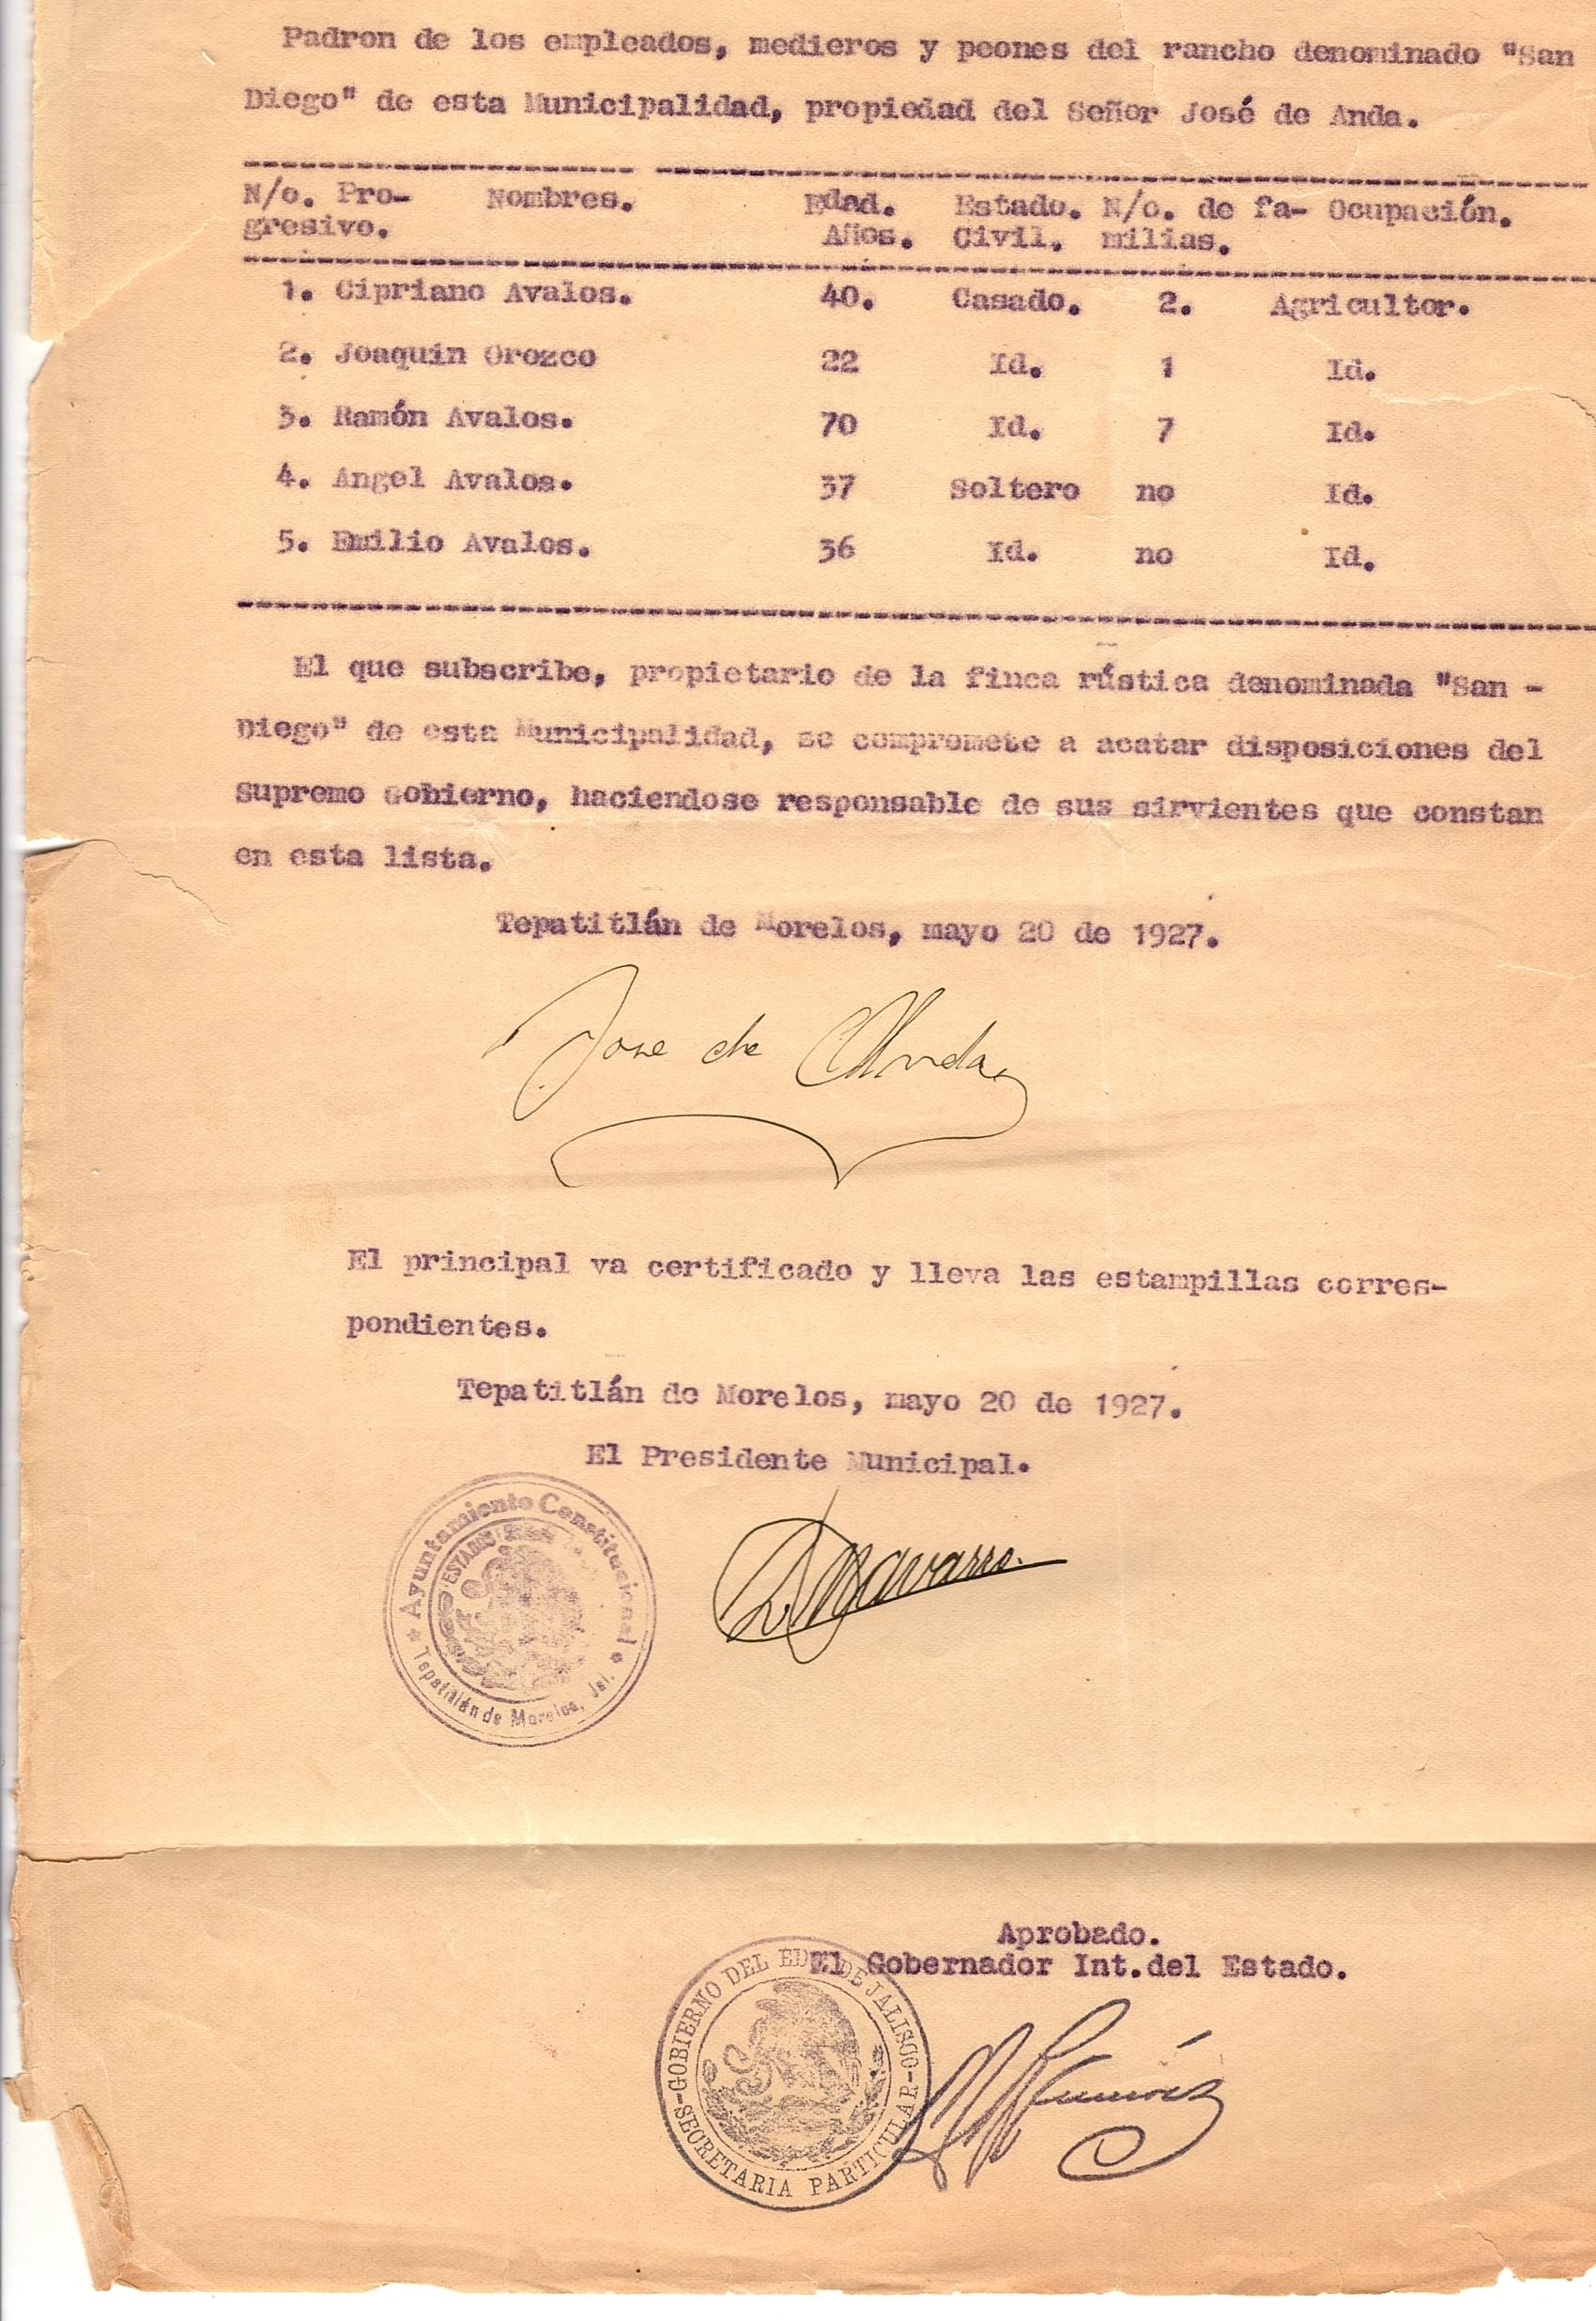 Padron de los empleados, medieros y peones del rancho denominado "San
Diego" de esta Municipalidad, propiedad del Señor José de Anda.
N/o. Pro- Nombres. Edad. Estado. N/o. de fa- Ocupación.
gresivo. Años. Civil. milias.
1. Cipriano Avalos. 40. Casado. 2. Agricultor.
2. Joaquin Orozco 22 Id. 1 Id.
3. Ramón Avalos. 70 Id. 7 Id.
4. Angel Avalos. 37 Soltero no Id.
5. Emilio Avalos. 36 Id. no Id.
El que subscribe, propietario de la finca rústica denominada "San -
Diego" de esta Municipalidad, se compromete a acatar disposiciones del
Supremo Gobierno, haciendose responsable de sus sirvientes que constan
en esta lista.
Tepatitlán de Morelos, mayo 20 de 1927.
Jose de Anda
El principal va certificado y lleva las estampillas corres-
pondientes.
Tepatitlán de Morelos, mayo 20 de 1927.
El Presidente Municipal.
Ayuntamiento Constitucional
ESTADOS
Tepatitlán de Morelos, Jal.
Navarro
Aprobado.
El Gobernador Int.del Estado.
GOBIERNO DEL EDO DE JALISCO
SECRETARIA PARTICULAR